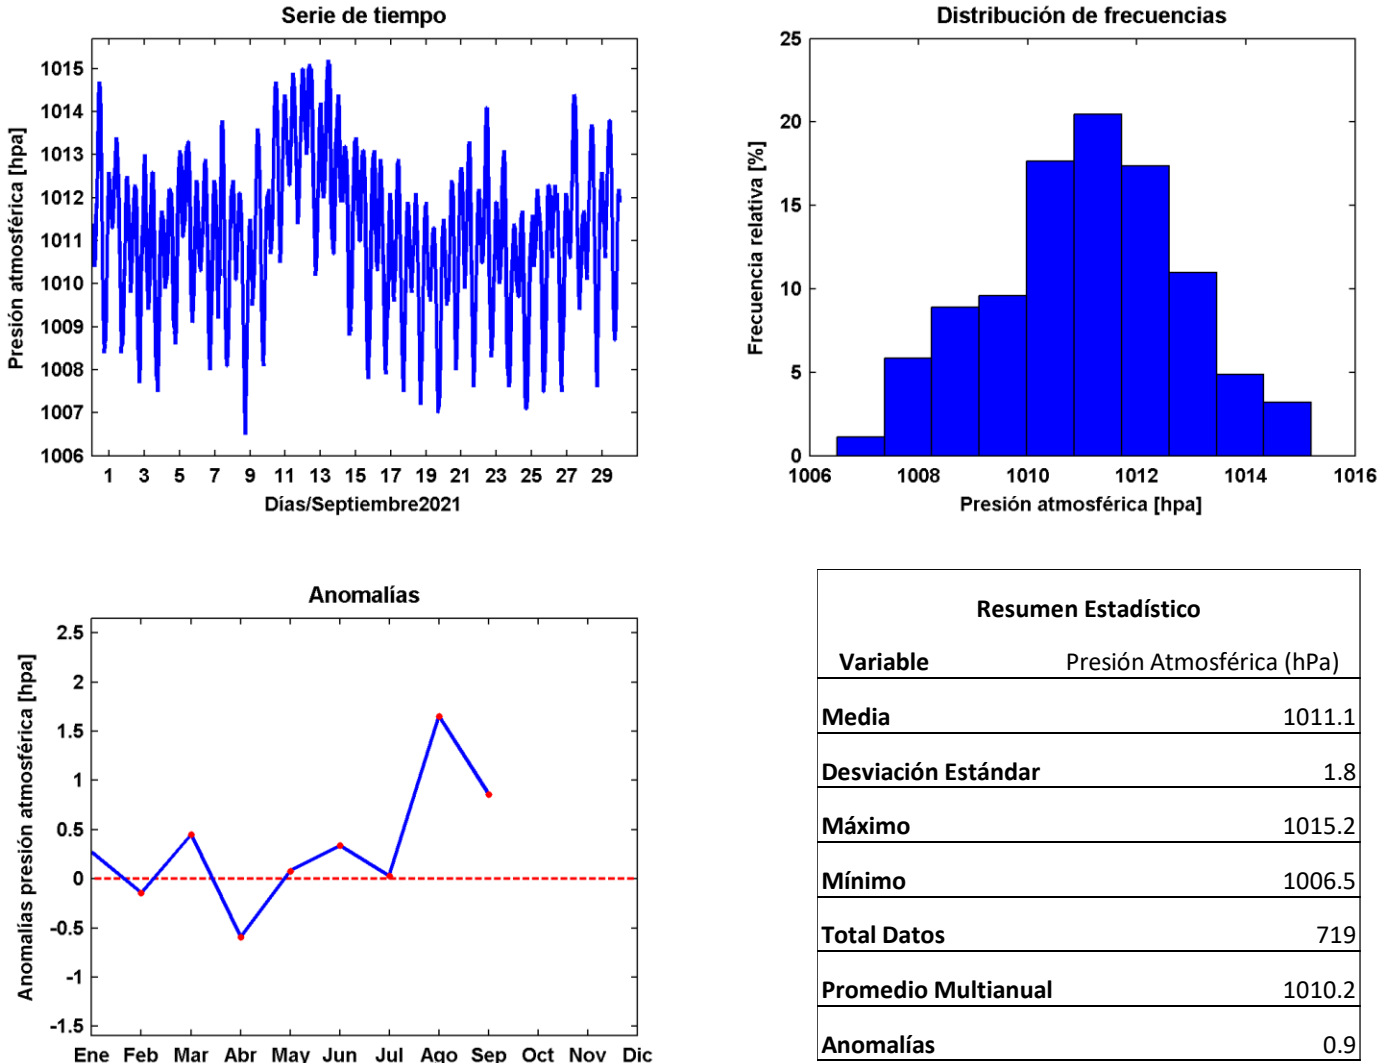 Serie de tiempo
Presión atmosférica [hpa]
1015
1014
1013
1012
1011
1010
1009
1008
1007
1006
1 3 5 7 9 11 13 15 17 19 21 23 25 27 29
Días/Septiembre2021
Distribución de frecuencias
Frecuencia relativa [%]
25
20
15
10
5
0
1006 1008 1010 1012 1014 1016
Presión atmosférica [hpa]
Anomalías
Anomalías presión atmosférica [hpa]
2.5
2
1.5
1
0.5
0
-0.5
-1
-1.5
Ene Feb Mar Abr May Jun Jul Ago Sep Oct Nov Dic
Resumen Estadístico
Variable Presión Atmosférica (hPa)
Media 1011.1
Desviación Estándar 1.8
Máximo 1015.2
Mínimo 1006.5
Total Datos 719
Promedio Multianual 1010.2
Anomalías 0.9